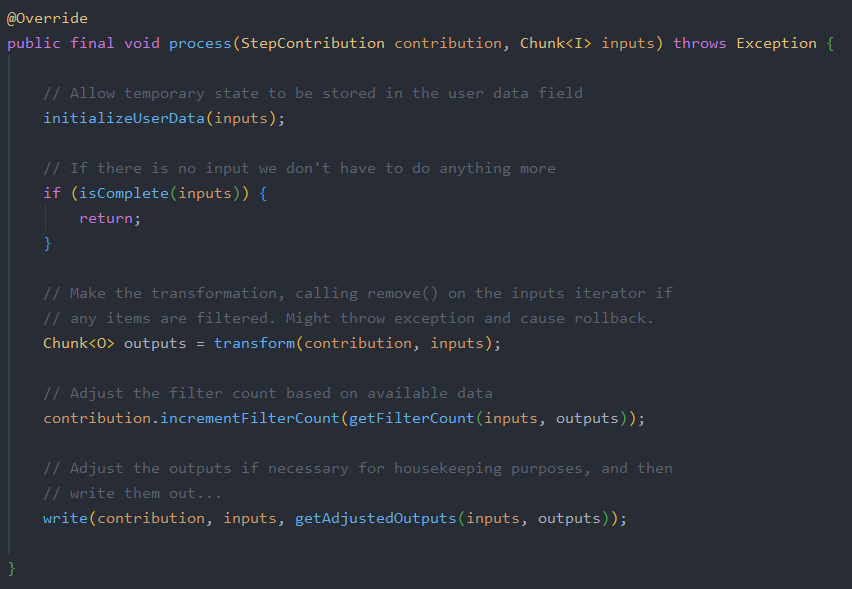 @Override
public final void process(StepContribution contribution, Chunk<I> inputs) throws Exception {
// Allow temporary state to be stored in the user data field
initializeUserData(inputs);
// If there is no input we don't have to do anything more
if (isComplete(inputs)) {
return;
}
// Make the transformation, calling remove() on the inputs iterator if
// any items are filtered. Might throw exception and cause rollback.
Chunk<O> outputs = transform(contribution, inputs);
// Adjust the filter count based on available data
contribution.incrementFilterCount(getFilterCount(inputs, outputs));
// Adjust the outputs if necessary for housekeeping purposes, and then
// write them out...
write(contribution, inputs, getAdjustedOutputs(inputs, outputs));
}